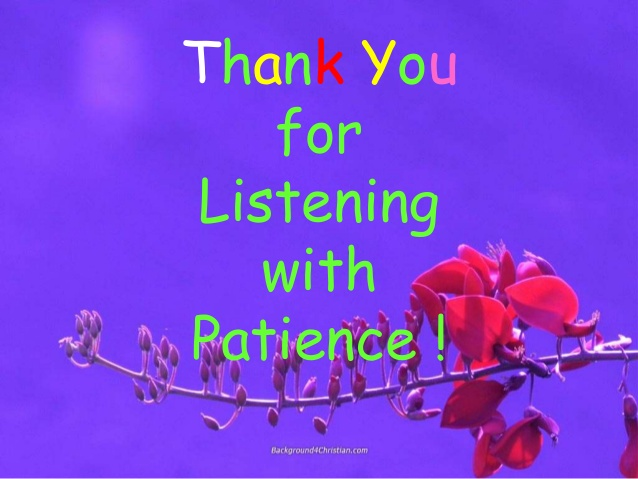 Thank You
for
Listening
with
Patience !
Background4Christian.com